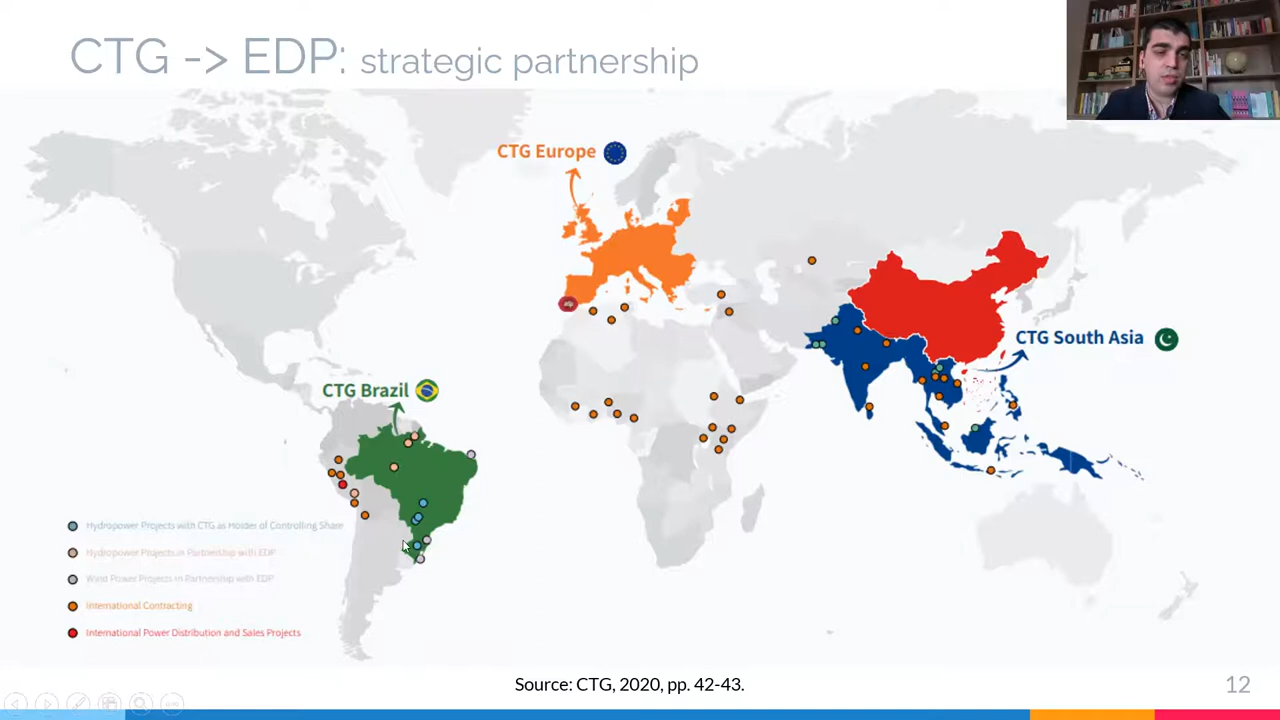 CTG -> EDP: strategic partnership
CTG Europe
CTG South Asia
CTG Brazil
Hydropower Projects with CTG as Holder of Controlling Share
Hydropower Projects in Partnership with EDP
Wind Power Projects in Partnership with EDP
International Contracting
International Power Distribution and Sales Projects
Source: CTG, 2020, pp. 42-43.
12